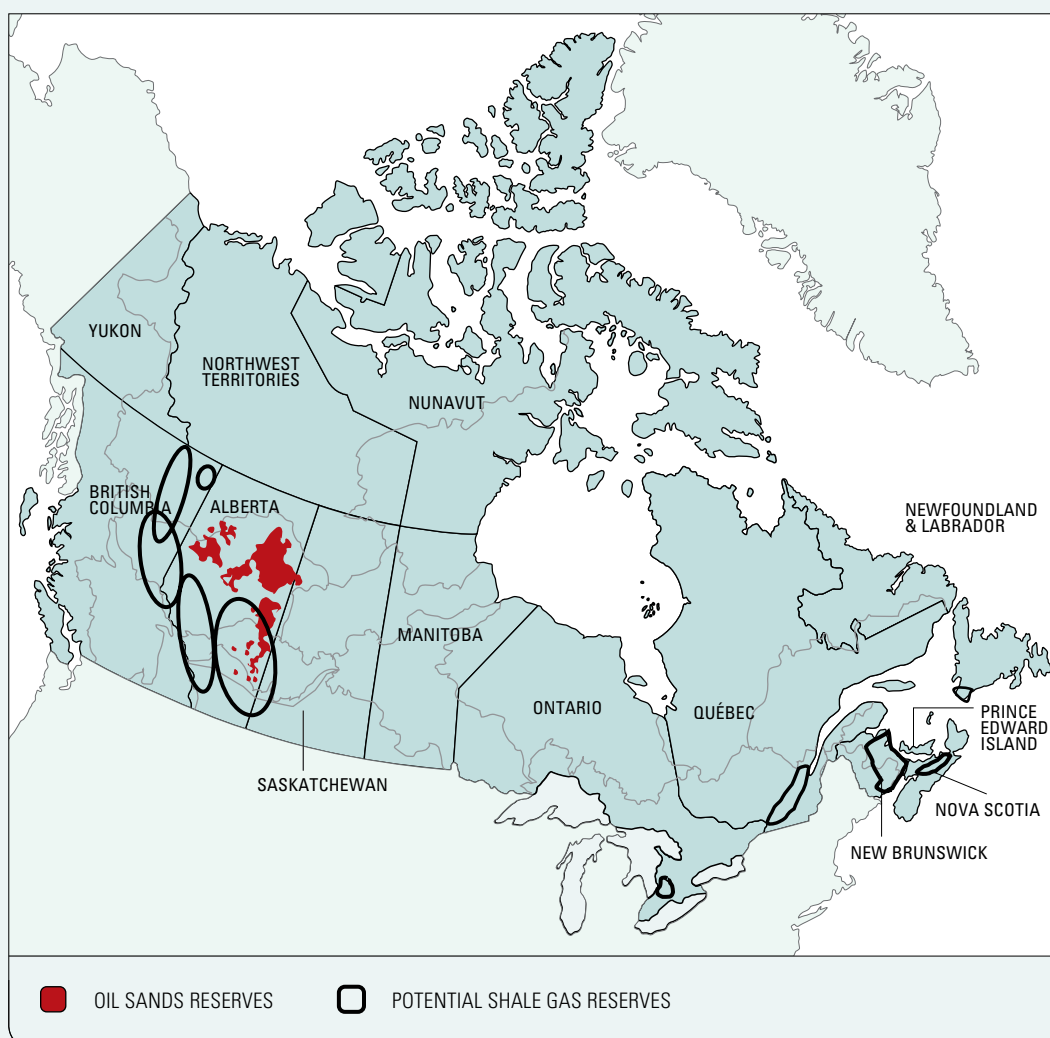 YUKON
NORTHWEST
TERRITORIES
NUNAVUT
BRITISH
COLUMBIA
ALBERTA
NEWFOUNDLAND
& LABRADOR
MANITOBA
ONTARIO
QUÉBEC
PRINCE
EDWARD
ISLAND
SASKATCHEWAN
NOVA SCOTIA
NEW BRUNSWICK
OIL SANDS RESERVES
POTENTIAL SHALE GAS RESERVES